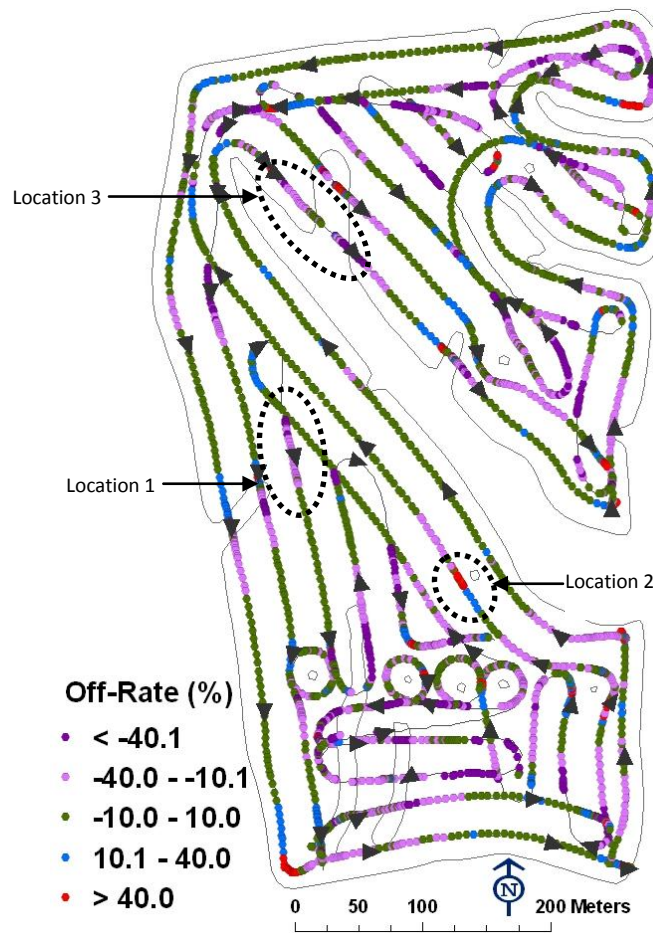 Location 3
Location 1
Location 2
Off-Rate (%)
< -40.1
-40.0 - -10.1
-10.0 - 10.0
10.1 - 40.0
> 40.0
N
0 50 100 200 Meters